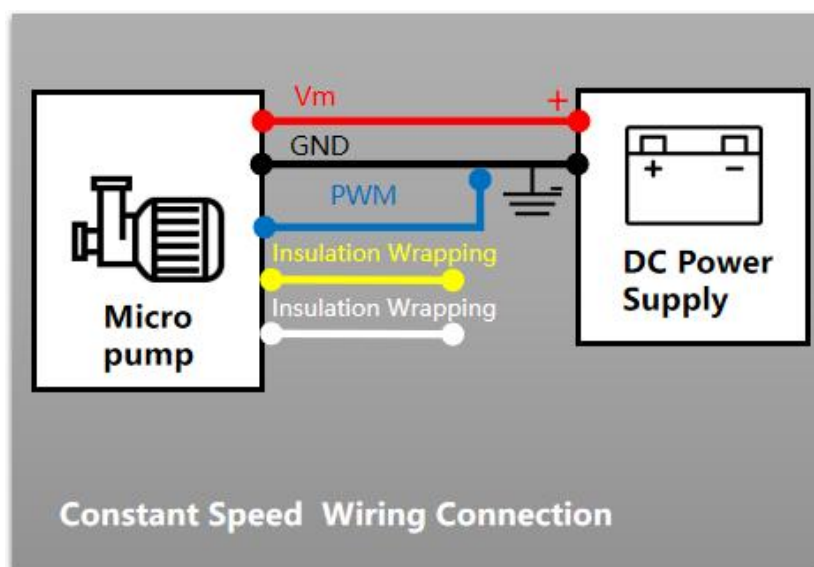 Vm
+
GND
-
PWM
+ -
Insulation Wrapping
Insulation Wrapping
Micro
pump
DC Power
Supply
Constant Speed Wiring Connection